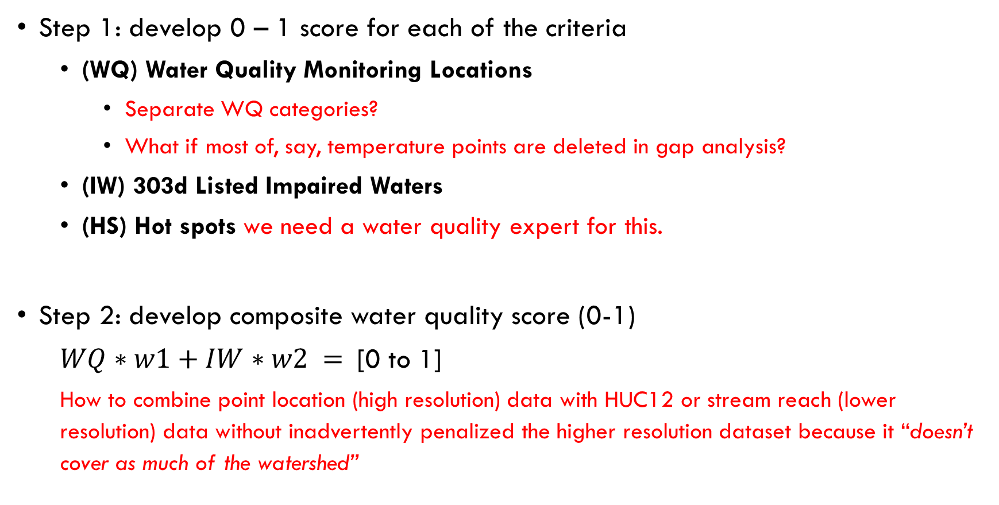 • Step 1: develop 0 – 1 score for each of the criteria
• (WQ) Water Quality Monitoring Locations
• Separate WQ categories?
• What if most of, say, temperature points are deleted in gap analysis?
• (IW) 303d Listed Impaired Waters
• (HS) Hot spots we need a water quality expert for this.
• Step 2: develop composite water quality score (0-1)
WQ * w1 + IW * w2 = [0 to 1]
How to combine point location (high resolution) data with HUC12 or stream reach (lower
resolution) data without inadvertently penalized the higher resolution dataset because it “doesn’t
cover as much of the watershed”